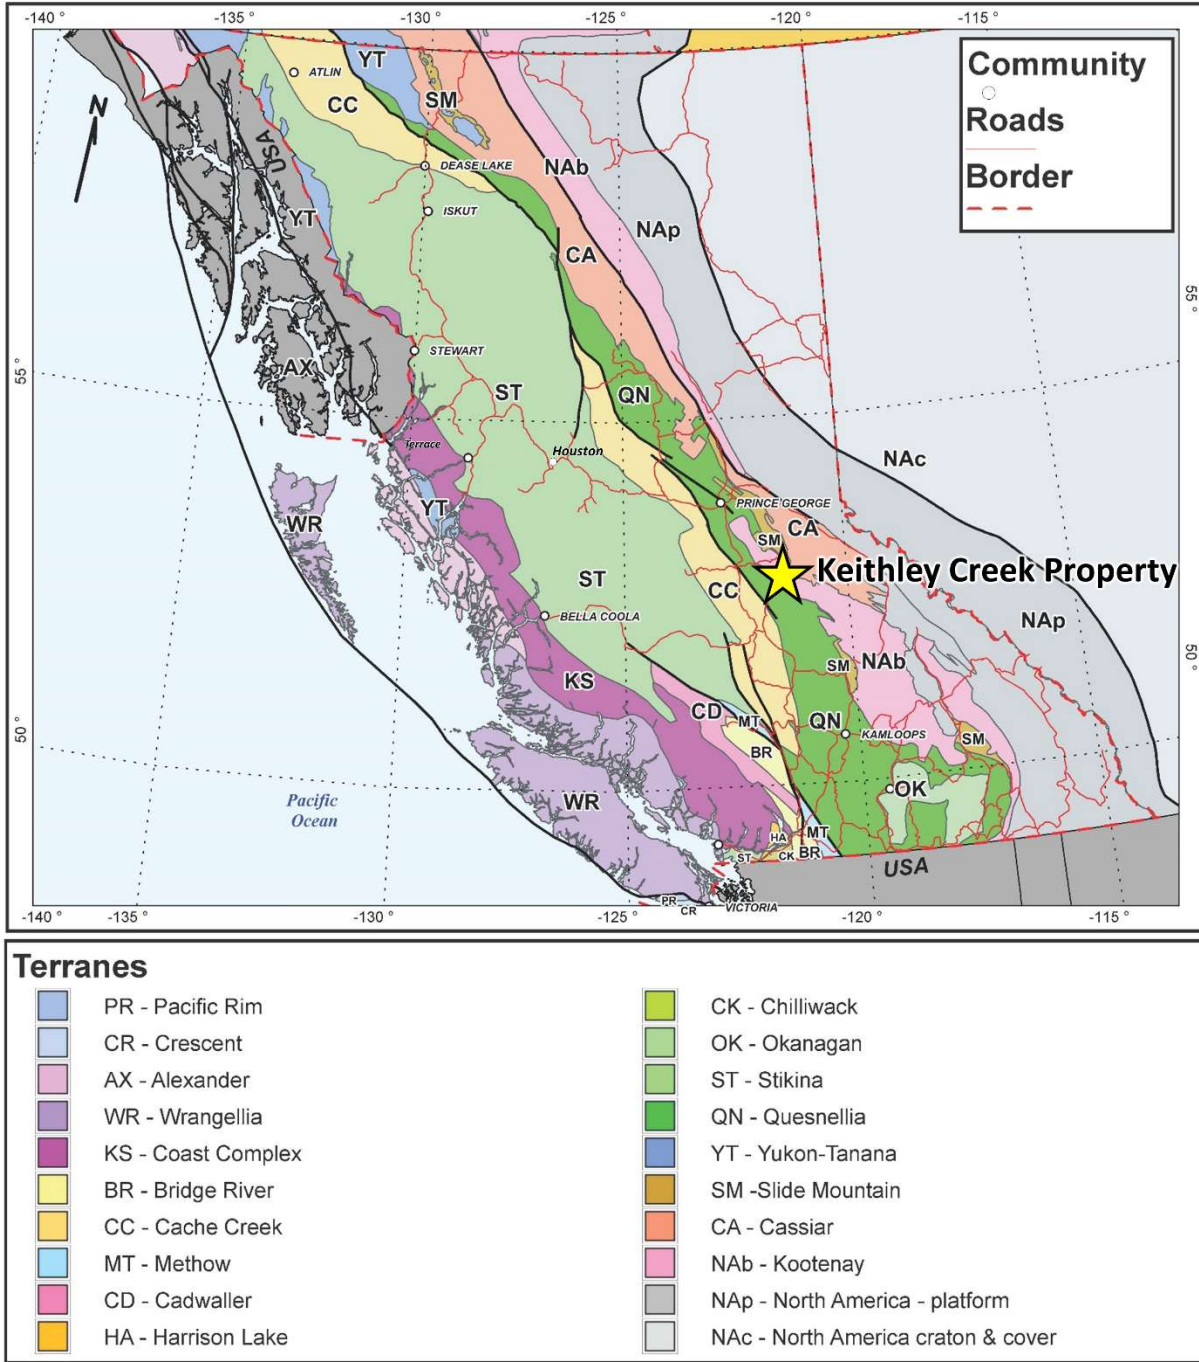 -140 -135 -130 -125 -120 -115
Community
Roads
Border
N
ATLIN
YT
CC
SM
USA
DEASE LAKE
NAb
YT
ISKUT
NAp
CA
55 °
STEWART
55 °
AX
ST
QN
Terrace
Houston
NAc
PRINCE GEORGE
YT
WR
CA
SM
Keithley Creek Property
ST
CC
BELLA COOLA
NAp
50 °
NAb
SM
KS
CD
MT
QN
KAMLOOPS
SM
BR
50 °
OK
WR
Pacific
Ocean
HA
MT
ST
CK
BR
USA
PR
CR
VICTORIA
-140 ° -135 ° -130 ° -125 ° -120 ° -115 °
Terranes
PR - Pacific Rim
CR - Crescent
AX - Alexander
WR - Wrangellia
KS - Coast Complex
BR - Bridge River
CC - Cache Creek
MT - Methow
CD - Cadwaller
HA - Harrison Lake
CK - Chilliwack
OK - Okanagan
ST - Stikina
QN - Quesnellia
YT - Yukon-Tanana
SM -Slide Mountain
CA - Cassiar
NAb - Kootenay
NAp - North America - platform
NAc - North America craton & cover